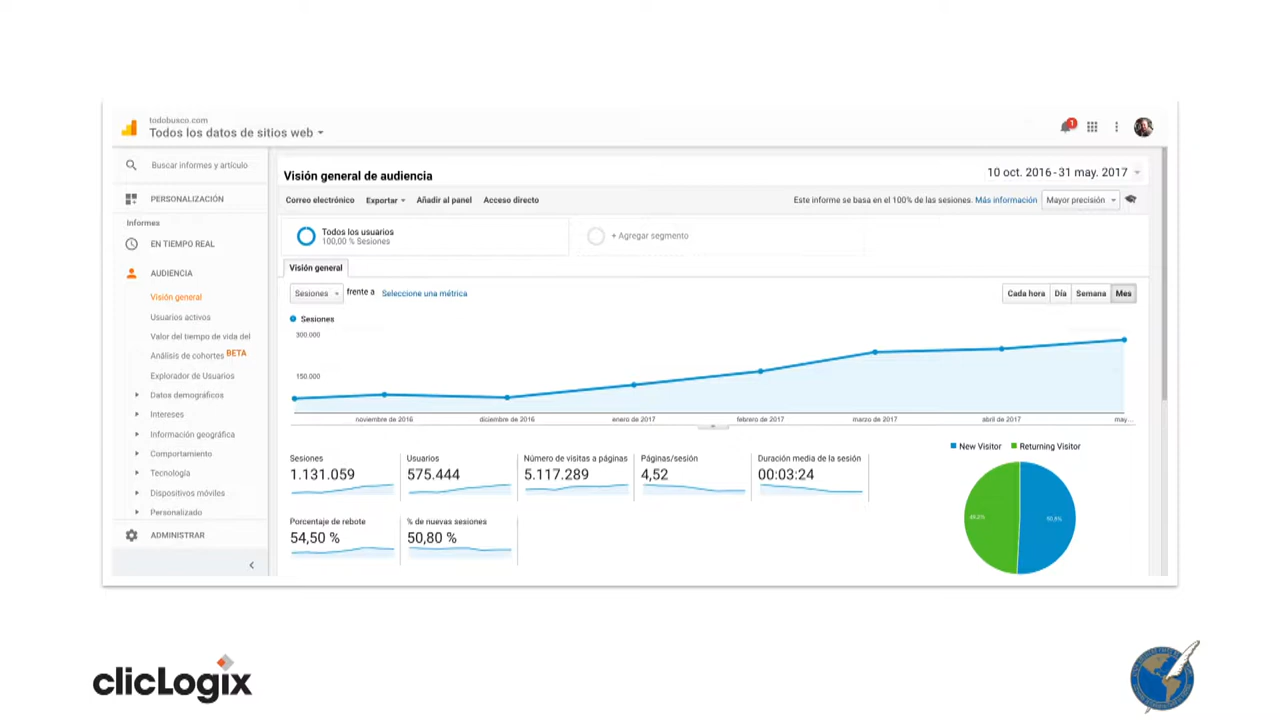 todobusco.com
Todos los datos de sitios web
1
Buscar informes y artículo
PERSONALIZACIÓN
Informes
EN TIEMPO REAL
AUDIENCIA
Visión general
Usuarios activos
Valor del tiempo de vida del
Análisis de cohortes BETA
Explorador de Usuarios
Datos demográficos
Intereses
Información geográfica
Comportamiento
Tecnología
Dispositivos móviles
Personalizado
ADMINISTRAR
Visión general de audiencia
10 oct. 2016 - 31 may. 2017
Correo electrónico Exportar Añadir al panel Acceso directo
Este informe se basa en el 100% de las sesiones. Más información Mayor precisión
Todos los usuarios
100,00 % Sesiones
+ Agregar segmento
Visión general
Sesiones frente a Seleccione una métrica
Cada hora Día Semana Mes
Sesiones
300.000
150.000
noviembre de 2016 diciembre de 2016 enero de 2017 febrero de 2017 marzo de 2017 abril de 2017 may…
Sesiones
1.131.059
Usuarios
575.444
Número de visitas a páginas
5.117.289
Páginas/sesión
4,52
Duración media de la sesión
00:03:24
Porcentaje de rebote
54,50 %
% de nuevas sesiones
50,80 %
New Visitor Returning Visitor
49,2% 50,8%
clicLogix